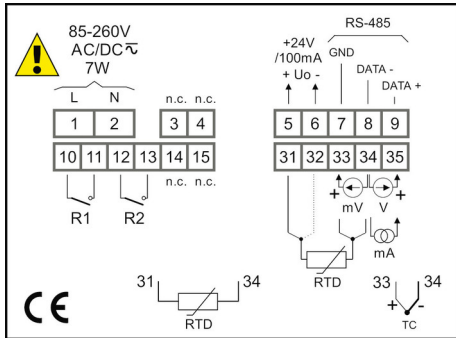 85-260V
AC/DC
7W
L N n.c. n.c.
1 2 3 4
10 11 12 13 14 15
n.c. n.c.
R1 R2
RS-485
+24V
/100mA
+ Uo -
GND
DATA -
DATA +
5 6 7 8 9
31 32 33 34 35
+ mV V +
mA
RTD
31 34
RTD
33 34
+ -
TC
CE